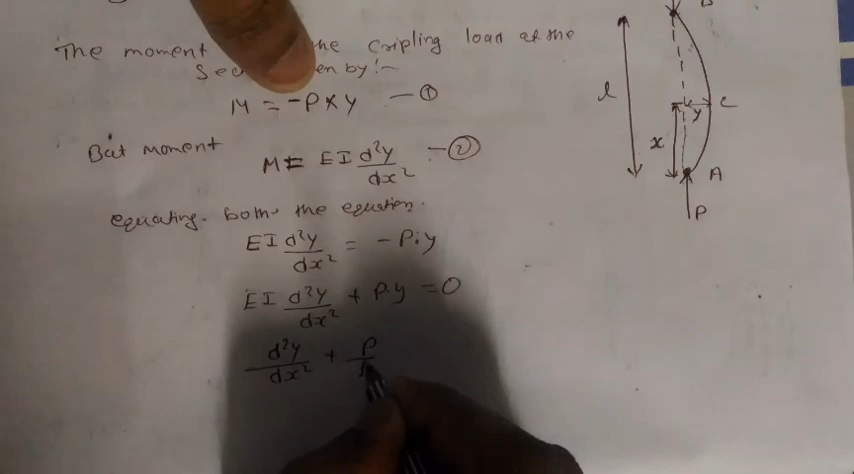 The moment the cripling load at the
Sec en by:-
M = -P x y — ①
But moment
M = EI d²y/dx² — ②
equating both the equation.
EI d²y/dx² = - P.y
EI d²y/dx² + P.y = 0
d²y/dx² + P
l
y
C
x
A
P